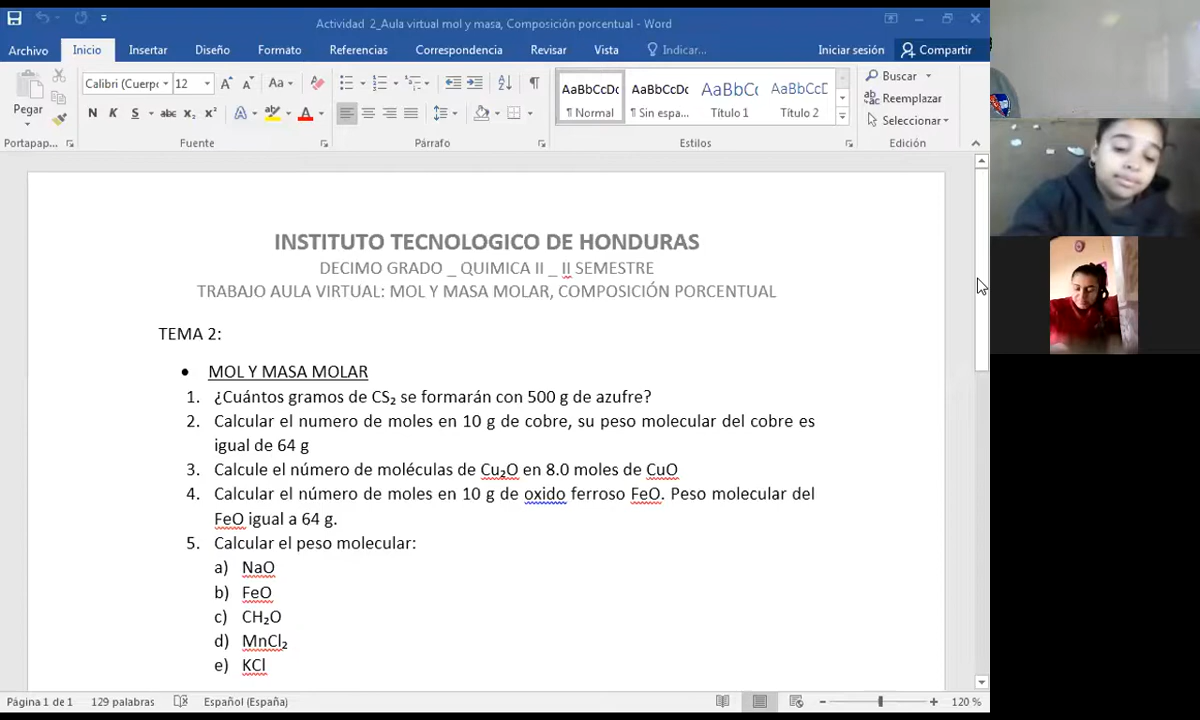 Actividad 2_Aula virtual mol y masa, Composición porcentual - Word
Archivo Inicio Insertar Diseño Formato Referencias Correspondencia Revisar Vista Indicar... Iniciar sesión Compartir
Calibri (Cuerpo 12 Aa
Pegar
N K S abc x₂ x² A aby A
AaBbCcDc AaBbCcDc AaBbCc AaBbCcD
¶ Normal ¶ Sin espa... Título 1 Título 2
Buscar
Reemplazar
Seleccionar
Portapap... Fuente Párrafo Estilos Edición
INSTITUTO TECNOLOGICO DE HONDURAS
DECIMO GRADO _ QUIMICA II _ II SEMESTRE
TRABAJO AULA VIRTUAL: MOL Y MASA MOLAR, COMPOSICIÓN PORCENTUAL
TEMA 2:
• MOL Y MASA MOLAR
1. ¿Cuántos gramos de CS₂ se formarán con 500 g de azufre?
2. Calcular el numero de moles en 10 g de cobre, su peso molecular del cobre es
igual de 64 g
3. Calcule el número de moléculas de Cu₂O en 8.0 moles de CuO
4. Calcular el número de moles en 10 g de oxido ferroso FeO. Peso molecular del
FeO igual a 64 g.
5. Calcular el peso molecular:
a) NaO
b) FeO
c) CH₂O
d) MnCl₂
e) KCl
Página 1 de 1 129 palabras Español (España) 120 %